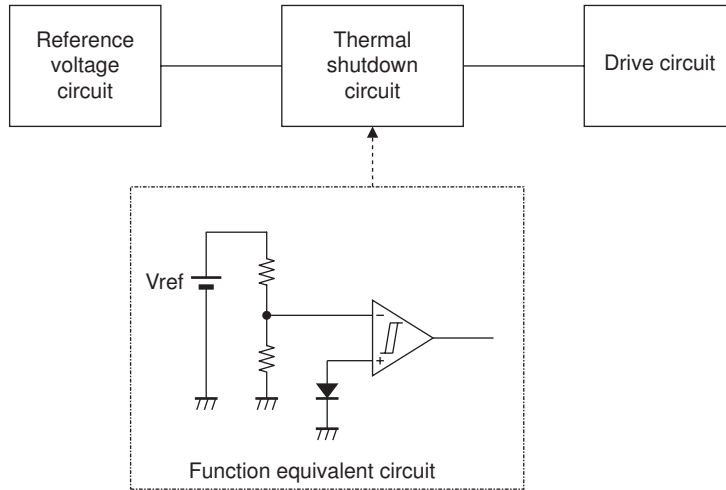 Reference
voltage
circuit
Thermal
shutdown
circuit
Drive circuit
Vref
−
+
Function equivalent circuit